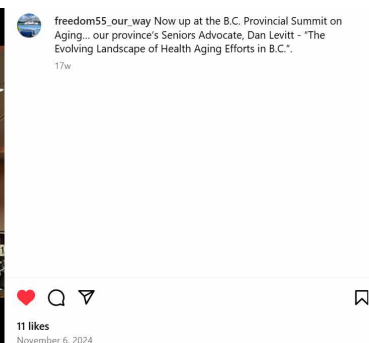 freedom55_our_way Now up at the B.C. Provincial Summit on
Aging... our province's Seniors Advocate, Dan Levitt - "The
Evolving Landscape of Health Aging Efforts in B.C.".
17w
11 likes
November 6, 2024